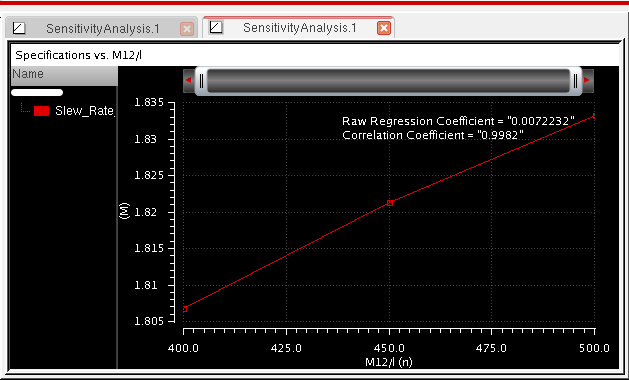 SensitivityAnalysis.1
SensitivityAnalysis.1
Specifications vs. M12/l
Name
Slew_Rate_
Raw Regression Coefficient = "0.0072232"
Correlation Coefficient = "0.9982"
1.835
1.83
1.825
1.82
1.815
1.81
1.805
(M)
400.0 425.0 450.0 475.0 500.0
M12/l (n)